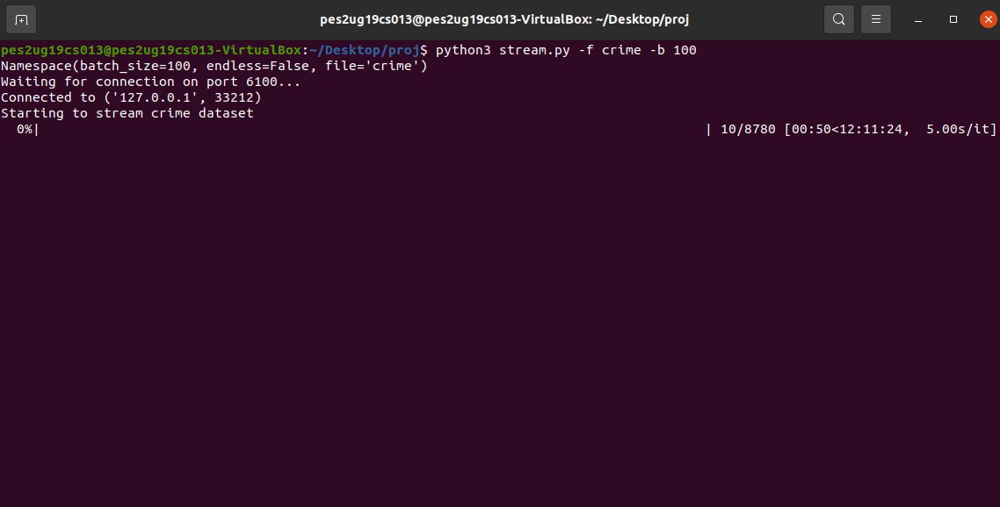 pes2ug19cs013@pes2ug19cs013-VirtualBox: ~/Desktop/proj
pes2ug19cs013@pes2ug19cs013-VirtualBox:~/Desktop/proj$ python3 stream.py -f crime -b 100
Namespace(batch_size=100, endless=False, file='crime')
Waiting for connection on port 6100...
Connected to ('127.0.0.1', 33212)
Starting to stream crime dataset
0%| | 10/8780 [00:50<12:11:24, 5.00s/it]